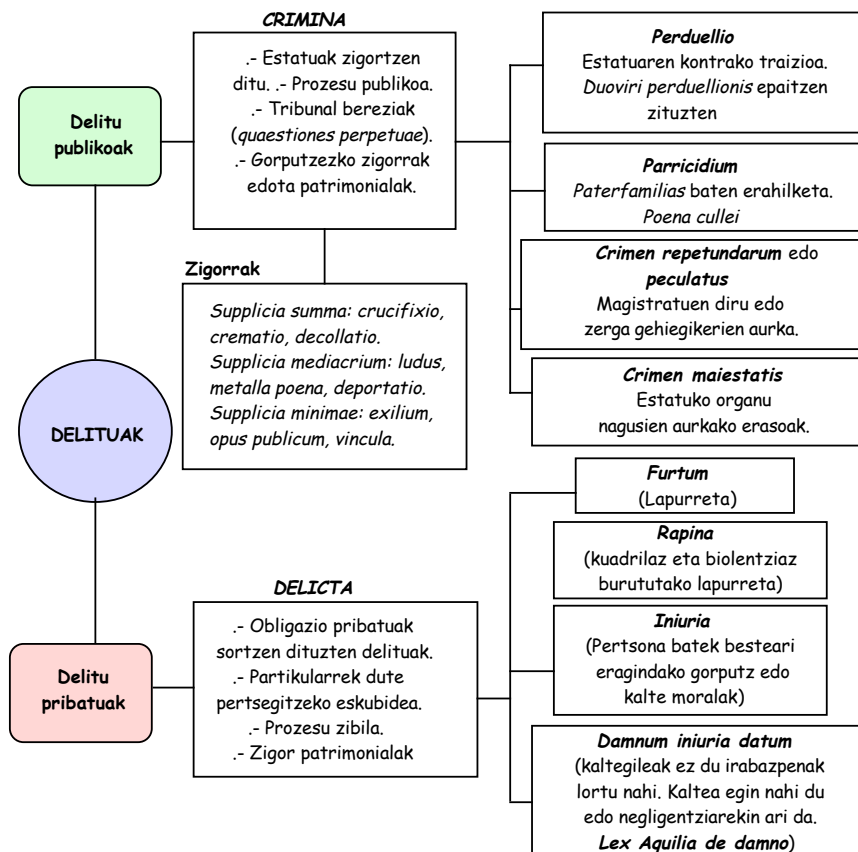 CRIMINA
.- Estatuak zigortzen
ditu. .- Prozesu publikoa.
.- Tribunal bereziak
(quaestiones perpetuae).
.- Gorputzezko zigorrak
edota patrimonialak.
Perduellio
Estatuaren kontrako traizioa.
Duoviri perduellionis epaitzen
zituzten
Delitu
publikoak
Parricidium
Paterfamilias baten erahilketa.
Poena cullei
Crimen repetundarum edo
peculatus
Magistratuen diru edo
zerga gehiegikerien aurka.
Crimen maiestatis
Estatuko organu
nagusien aurkako erasoak.
Zigorrak
Supplicia summa: crucifixio,
crematio, decollatio.
Supplicia mediacrium: ludus,
metalla poena, deportatio.
Supplicia minimae: exilium,
opus publicum, vincula.
DELITUAK
Furtum
(Lapurreta)
Rapina
(kuadrilaz eta biolentziaz
burututako lapurreta)
DELICTA
.- Obligazio pribatuak
sortzen dituzten delituak.
.- Partikularrek dute
pertsegitzeko eskubidea.
.- Prozesu zibila.
.- Zigor patrimonialak
Delitu
pribatuak
Iniuria
(Pertsona batek besteari
eragindako gorputz edo
kalte moralak)
Damnum iniuria datum
(kaltegileak ez du irabazpenak
lortu nahi. Kaltea egin nahi du
edo negligentziarekin ari da.
Lex Aquilia de damno)